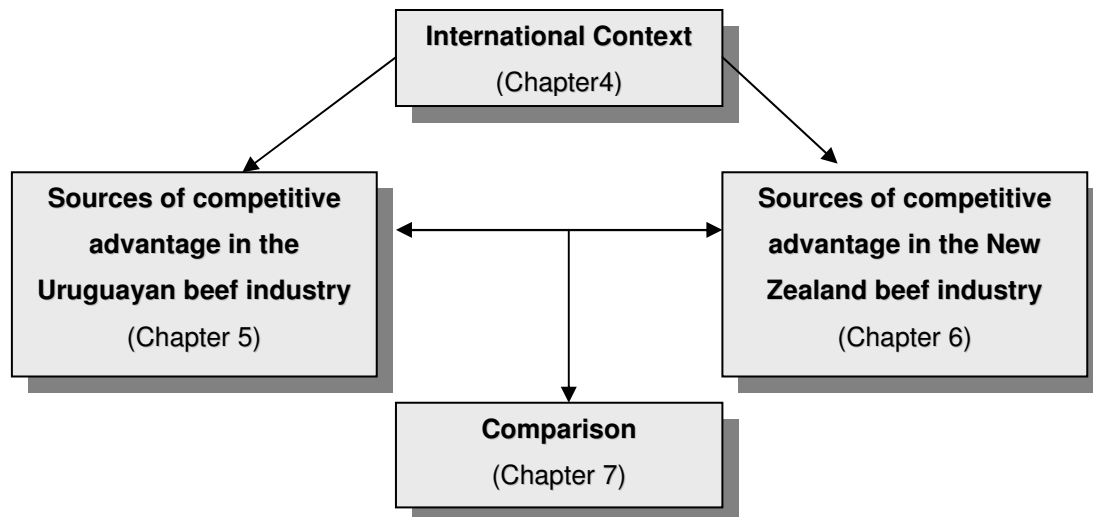 International Context
(Chapter4)
Sources of competitive
advantage in the
Uruguayan beef industry
(Chapter 5)
Sources of competitive
advantage in the New
Zealand beef industry
(Chapter 6)
Comparison
(Chapter 7)